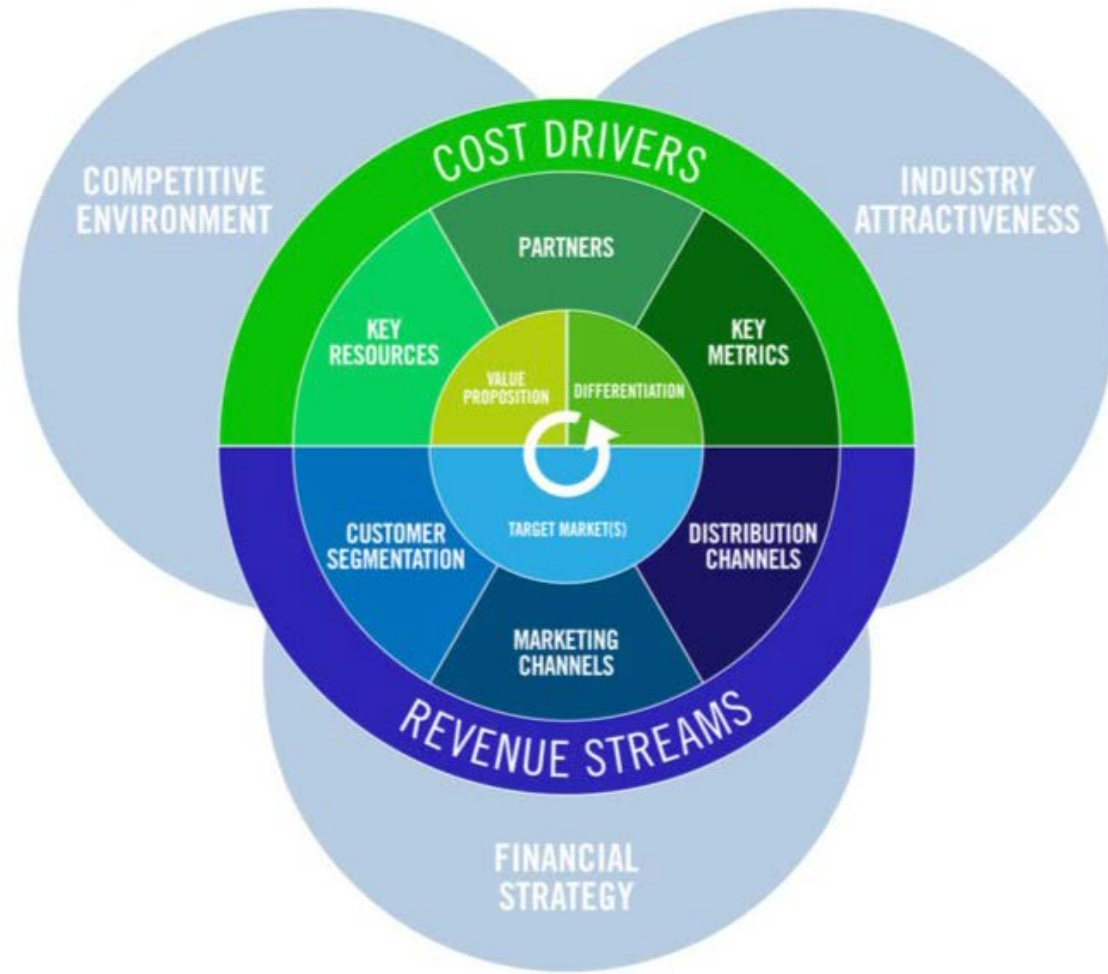 COST DRIVERS
COMPETITIVE
ENVIRONMENT
INDUSTRY
ATTRACTIVENESS
PARTNERS
KEY
RESOURCES
KEY
METRICS
VALUE
PROPOSITION
DIFFERENTIATION
TARGET MARKET(S)
CUSTOMER
SEGMENTATION
DISTRIBUTION
CHANNELS
MARKETING
CHANNELS
REVENUE STREAMS
FINANCIAL
STRATEGY